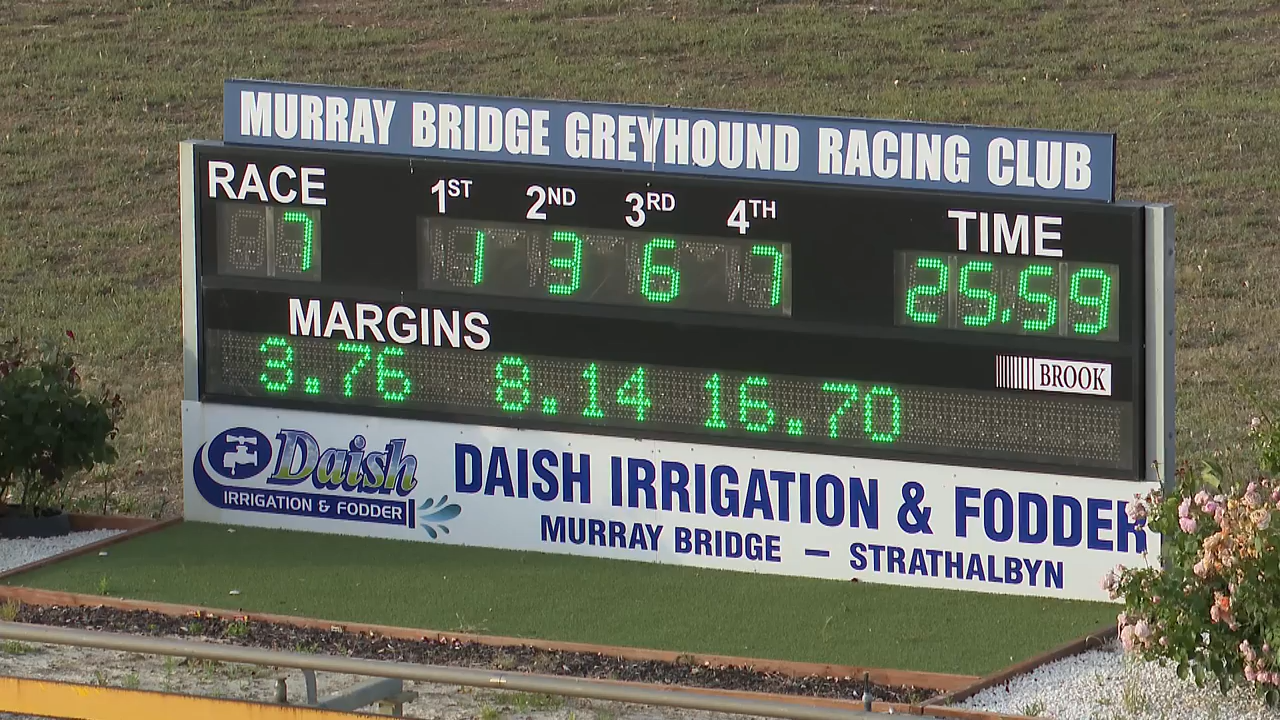 MURRAY BRIDGE GREYHOUND RACING CLUB
RACE 1ST 2ND 3RD 4TH TIME
7 1 3 6 7 25.59
MARGINS
3.76 8.14 16.70
BROOK
Daish
IRRIGATION & FODDER
DAISH IRRIGATION & FODDER
MURRAY BRIDGE – STRATHALBYN